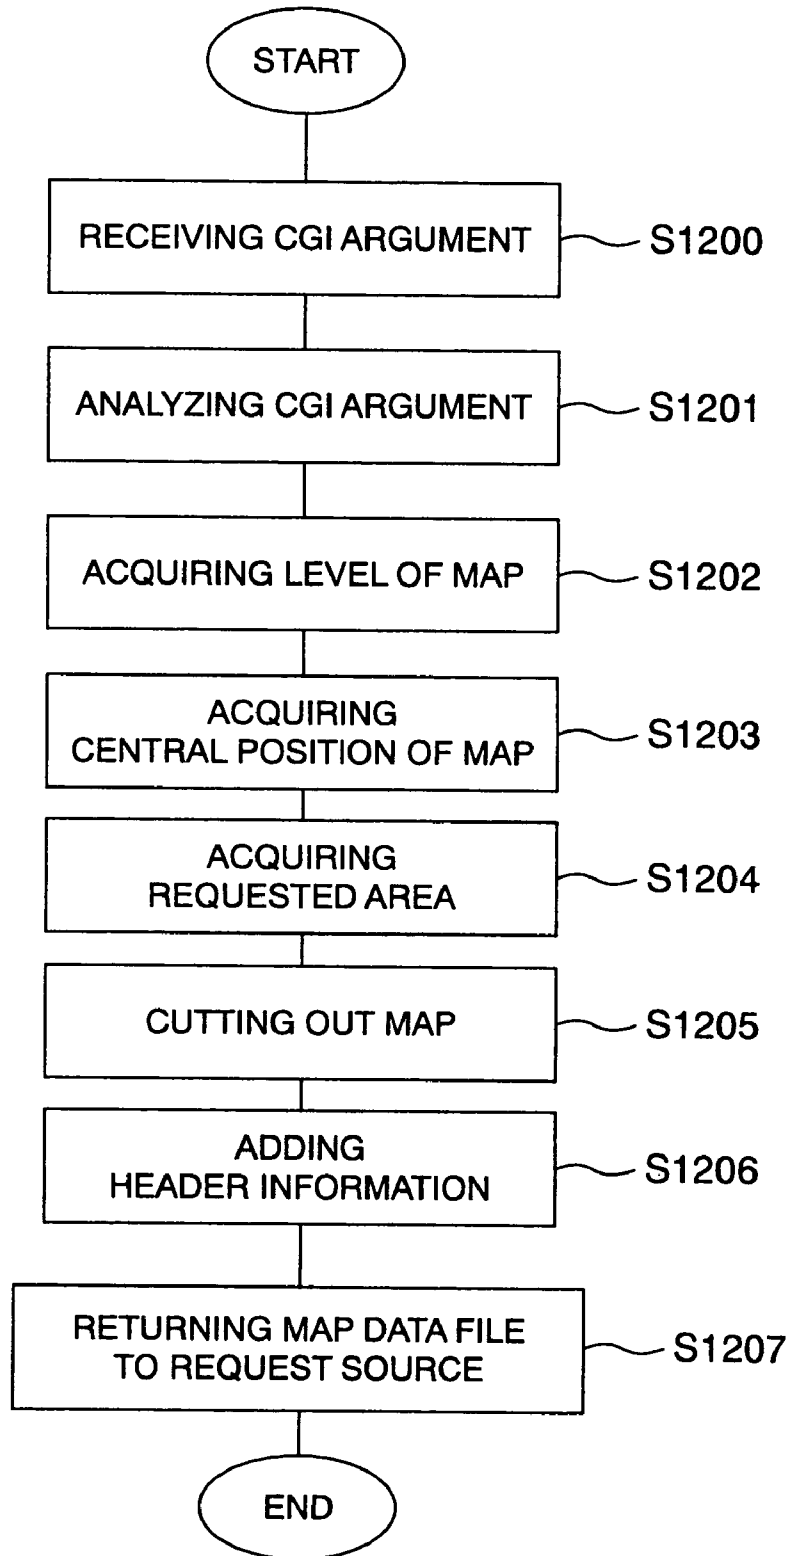 START
RECEIVING CGI ARGUMENT
S1200
ANALYZING CGI ARGUMENT
S1201
ACQUIRING LEVEL OF MAP
S1202
ACQUIRING
CENTRAL POSITION OF MAP
S1203
ACQUIRING
REQUESTED AREA
S1204
CUTTING OUT MAP
S1205
ADDING
HEADER INFORMATION
S1206
RETURNING MAP DATA FILE
TO REQUEST SOURCE
S1207
END